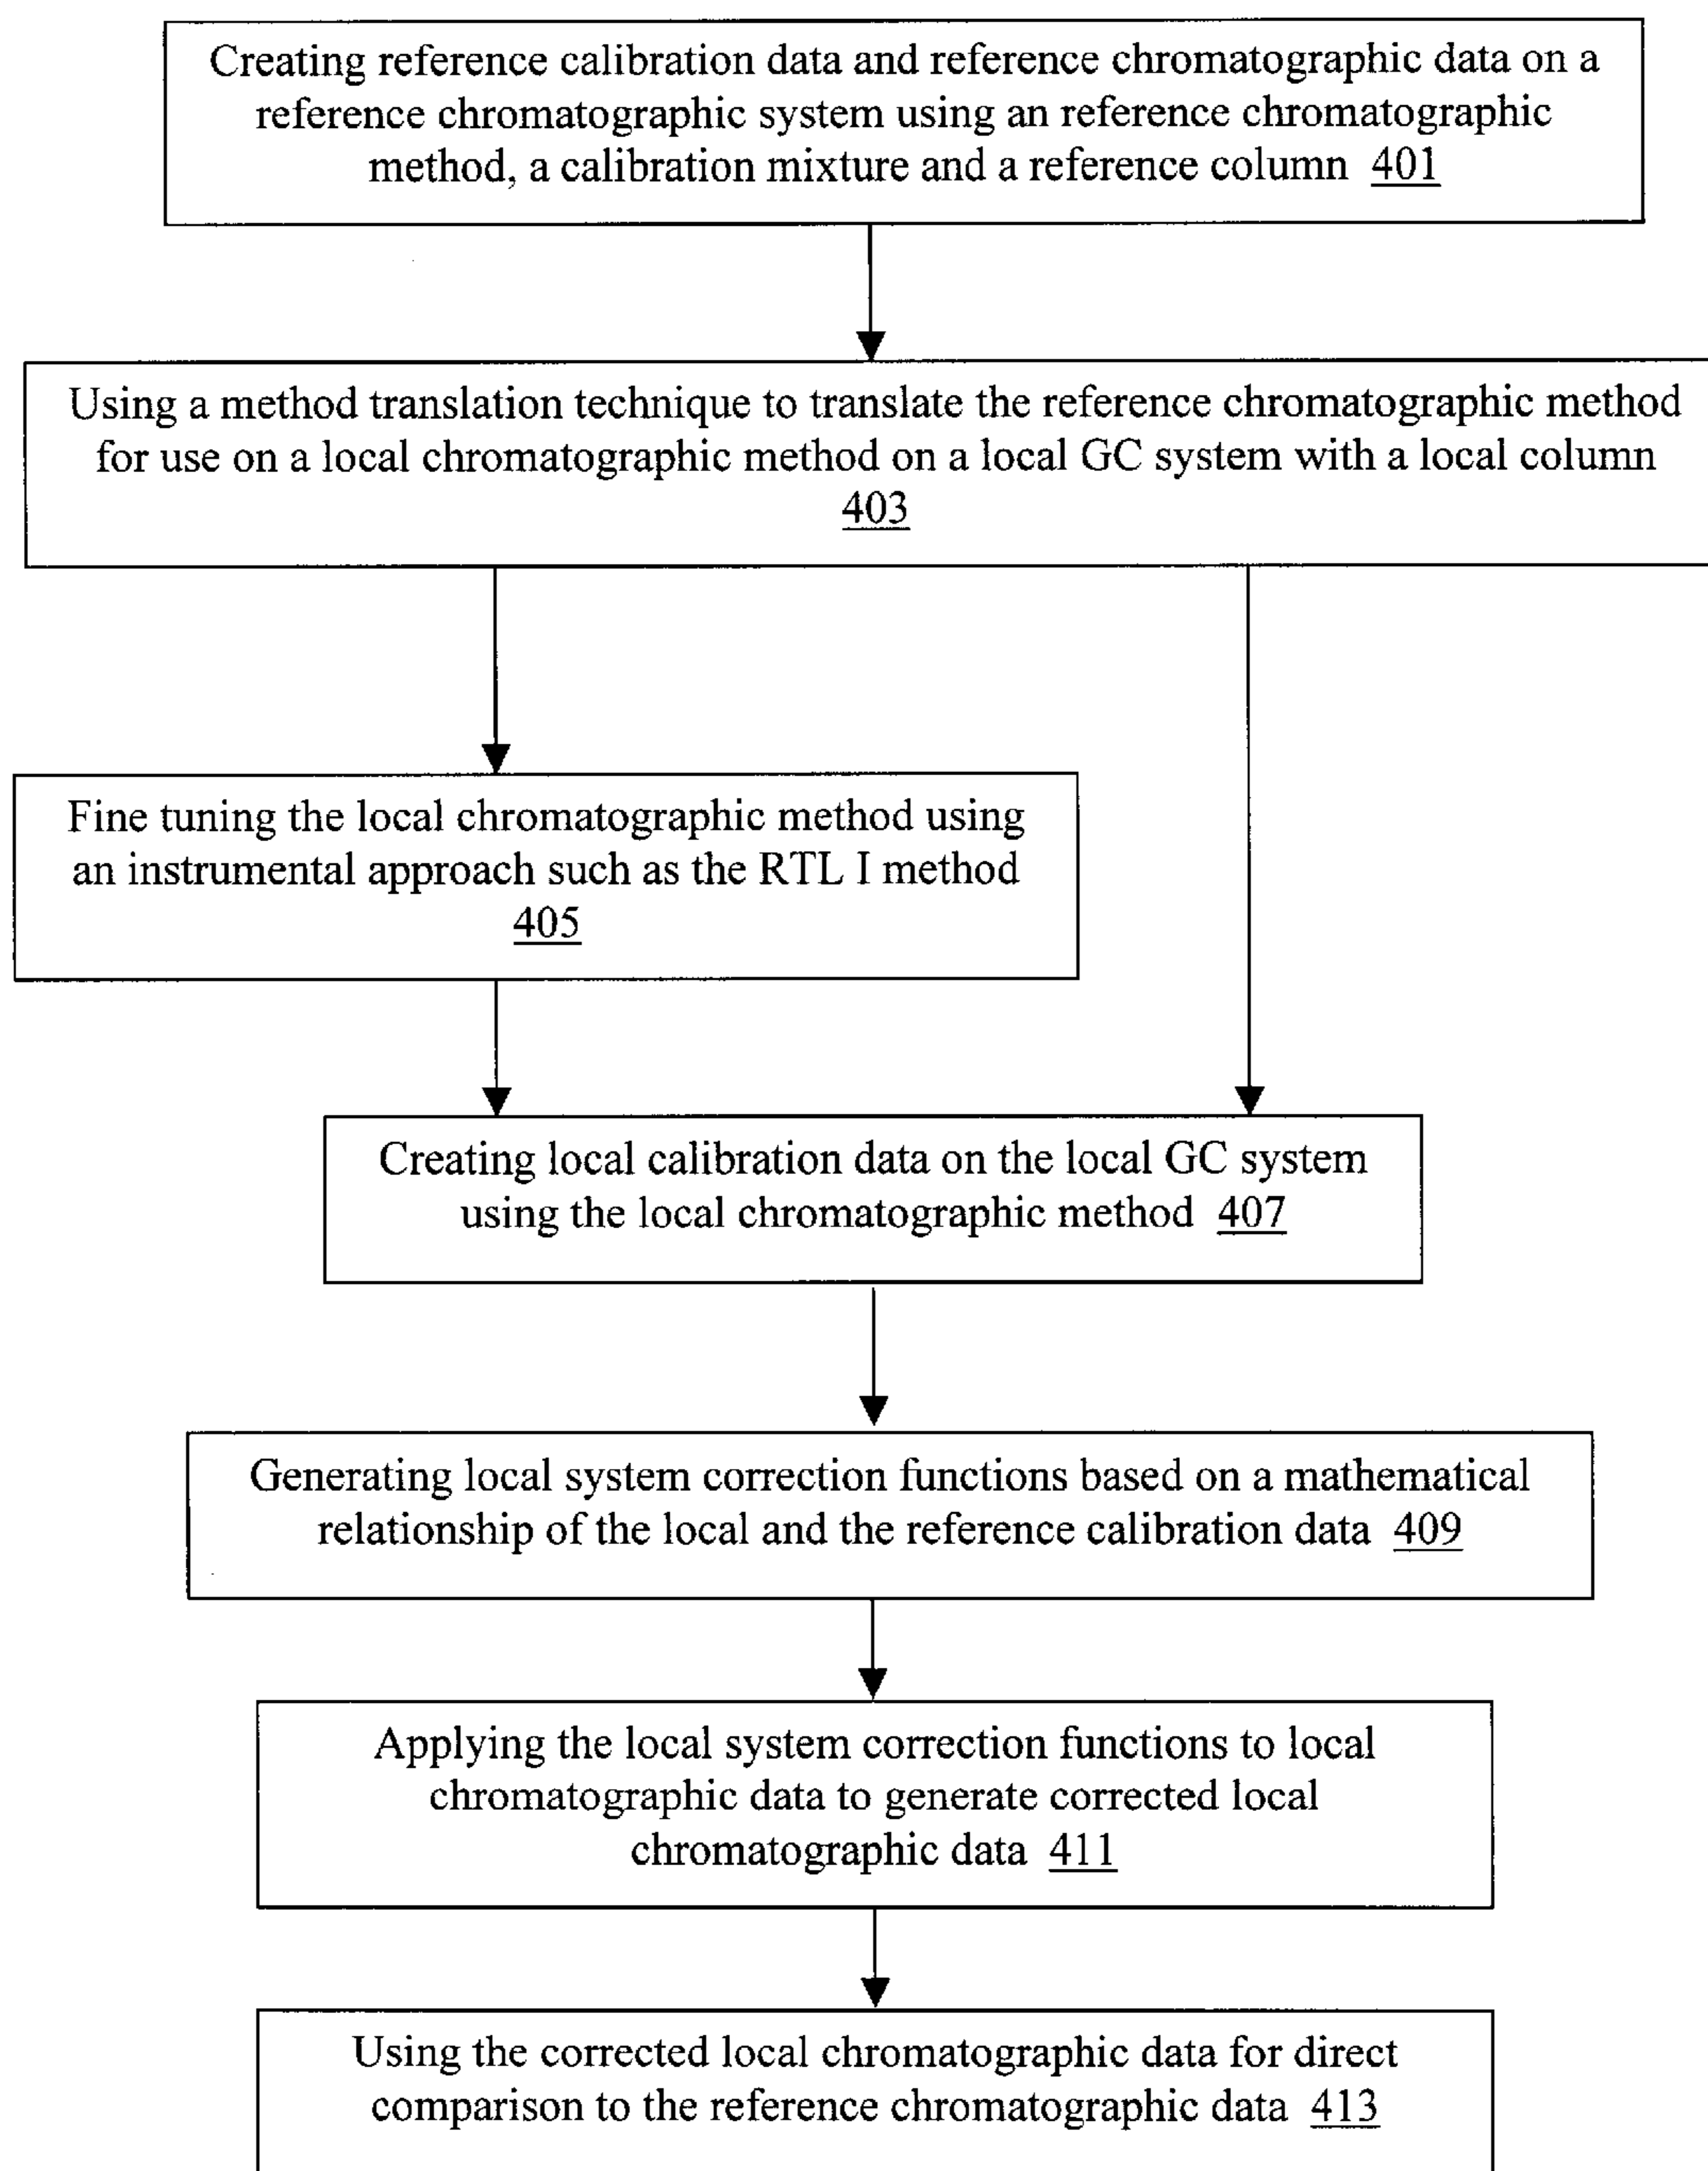 Creating reference calibration data and reference chromatographic data on a
reference chromatographic system using an reference chromatographic
method, a calibration mixture and a reference column 401
Using a method translation technique to translate the reference chromatographic method
for use on a local chromatographic method on a local GC system with a local column
403
Fine tuning the local chromatographic method using
an instrumental approach such as the RTL I method
405
Creating local calibration data on the local GC system
using the local chromatographic method 407
Generating local system correction functions based on a mathematical
relationship of the local and the reference calibration data 409
Applying the local system correction functions to local
chromatographic data to generate corrected local
chromatographic data 411
Using the corrected local chromatographic data for direct
comparison to the reference chromatographic data 413